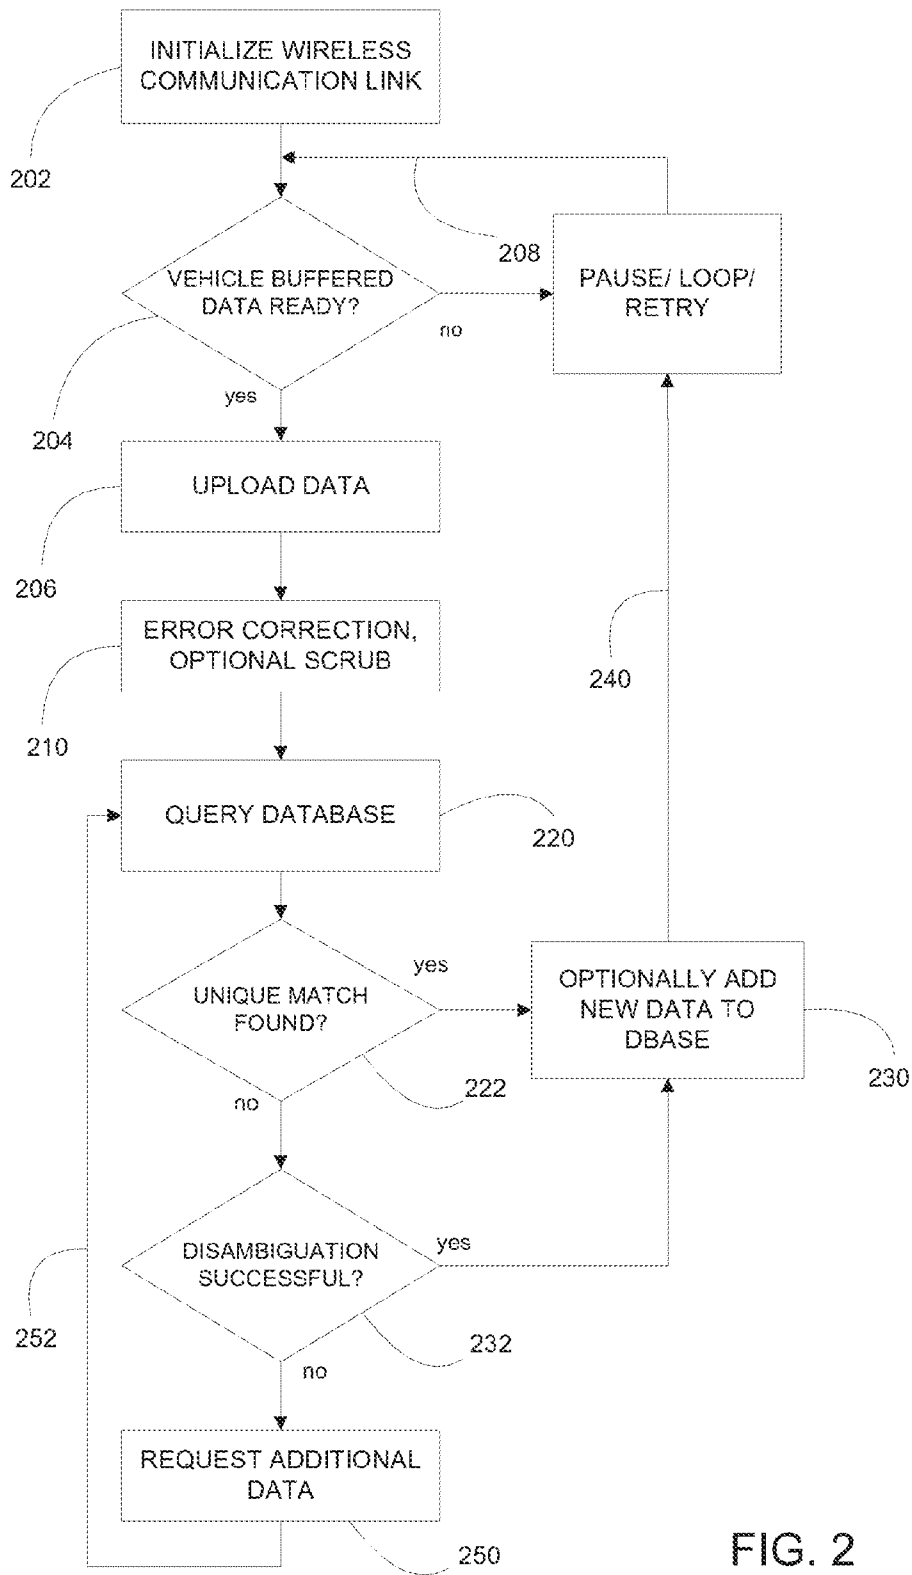 INITIALIZE WIRELESS
COMMUNICATION LINK
202
208
VEHICLE BUFFERED
DATA READY?
PAUSE/ LOOP/
RETRY
no
yes
204
UPLOAD DATA
206
ERROR CORRECTION,
OPTIONAL SCRUB
240
210
QUERY DATABASE
220
yes
UNIQUE MATCH
FOUND?
OPTIONALLY ADD
NEW DATA TO
DBASE
230
222
no
DISAMBIGUATION
SUCCESSFUL?
yes
252
232
no
REQUEST ADDITIONAL
DATA
250
FIG. 2